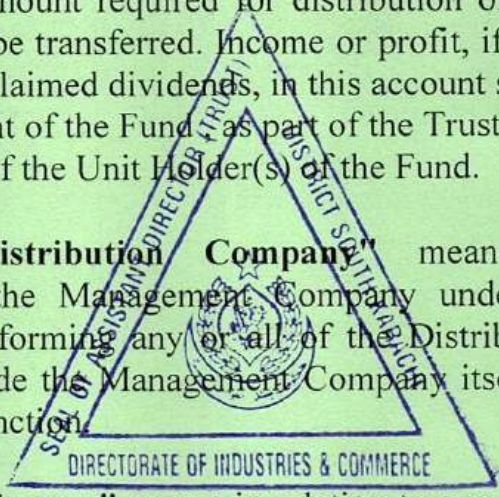 mount required for distribution of
be transferred. Income or profit, if
claimed dividends, in this account s
nt of the Fund, as part of the Trust
f the Unit Holder(s) of the Fund.
istribution Company" mean
the Management Company unde
forming any or all of the Distrib
de the Management Company itse
nction.
SEAL OF ASSISTANT DIRECTOR (TRUST)
DISTRICT SOUTH KARACHI
DIRECTORATE OF INDUSTRIES & COMMERCE